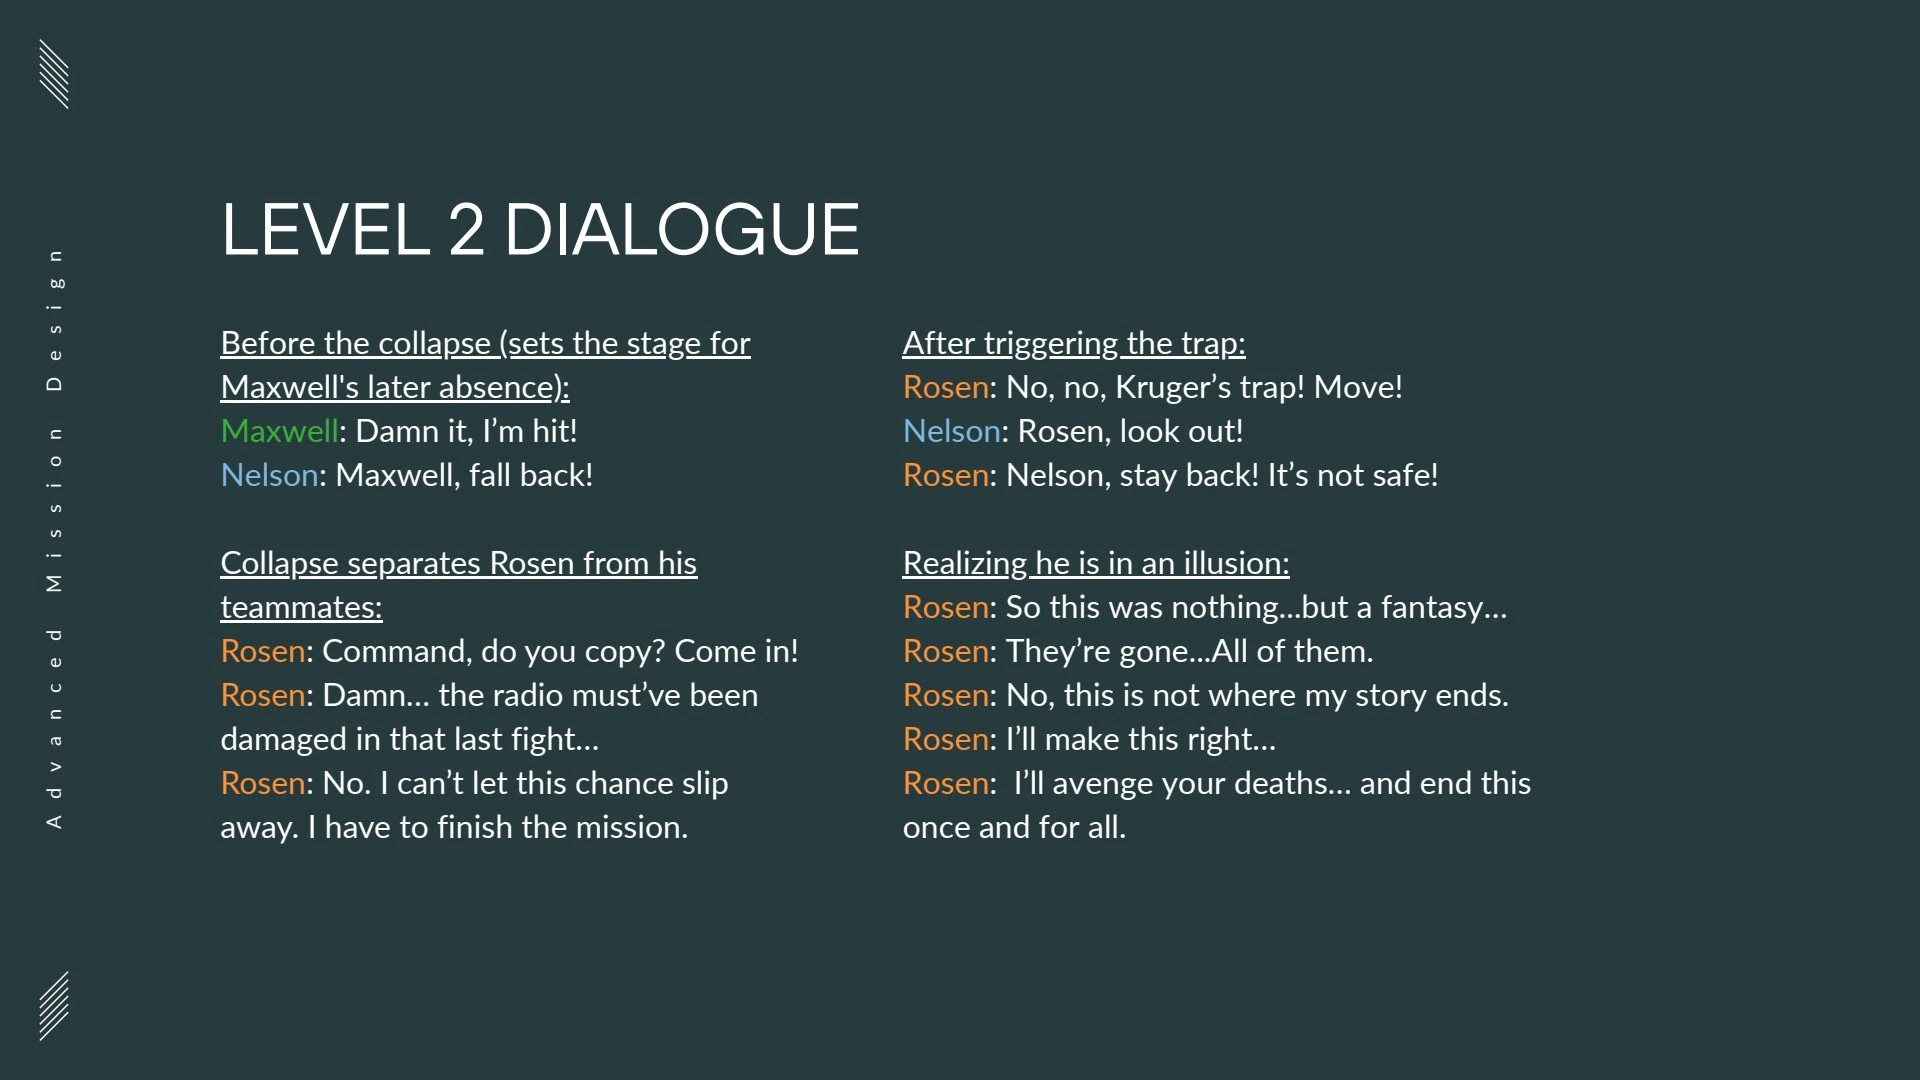 Advanced Mission Design
LEVEL 2 DIALOGUE
Before the collapse (sets the stage for
Maxwell's later absence):
Maxwell: Damn it, I’m hit!
Nelson: Maxwell, fall back!
Collapse separates Rosen from his
teammates:
Rosen: Command, do you copy? Come in!
Rosen: Damn… the radio must’ve been
damaged in that last fight…
Rosen: No. I can’t let this chance slip
away. I have to finish the mission.
After triggering the trap:
Rosen: No, no, Kruger’s trap! Move!
Nelson: Rosen, look out!
Rosen: Nelson, stay back! It’s not safe!
Realizing he is in an illusion:
Rosen: So this was nothing...but a fantasy…
Rosen: They’re gone...All of them.
Rosen: No, this is not where my story ends.
Rosen: I’ll make this right…
Rosen:  I’ll avenge your deaths… and end this
once and for all.